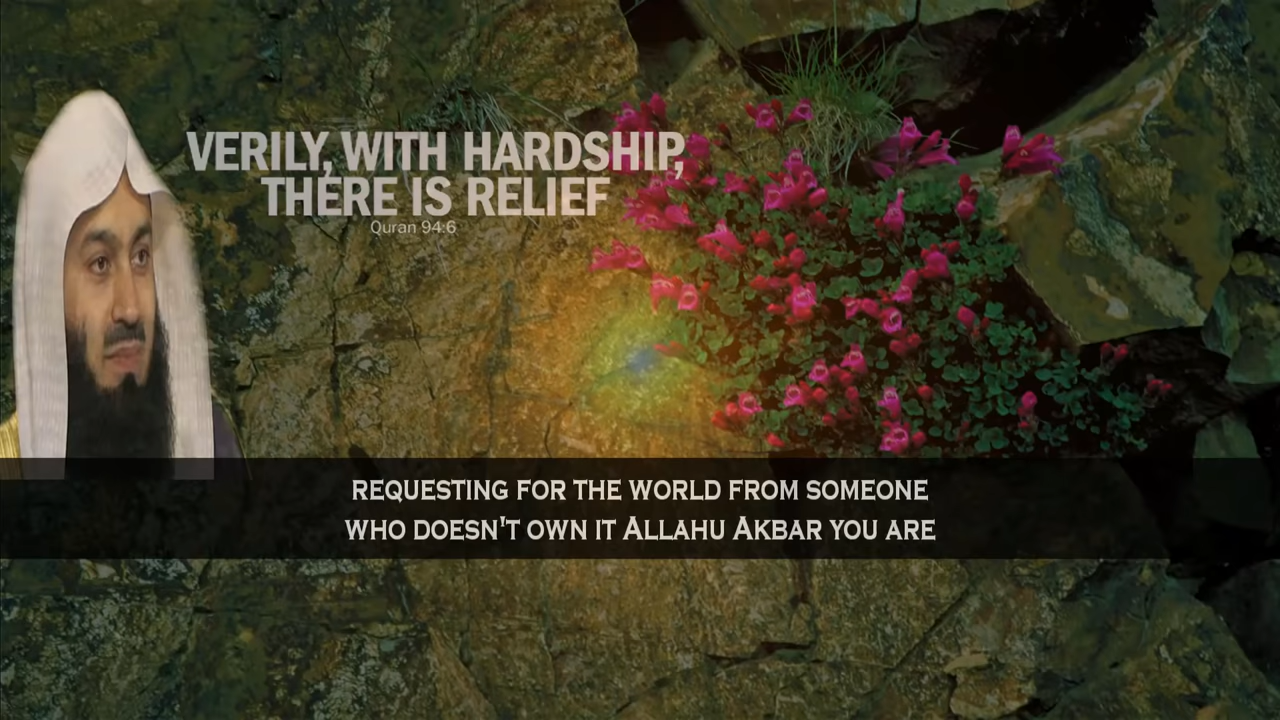 VERILY, WITH HARDSHIP,
THERE IS RELIEF
Quran 94:6
REQUESTING FOR THE WORLD FROM SOMEONE
WHO DOESN'T OWN IT ALLAHU AKBAR YOU ARE